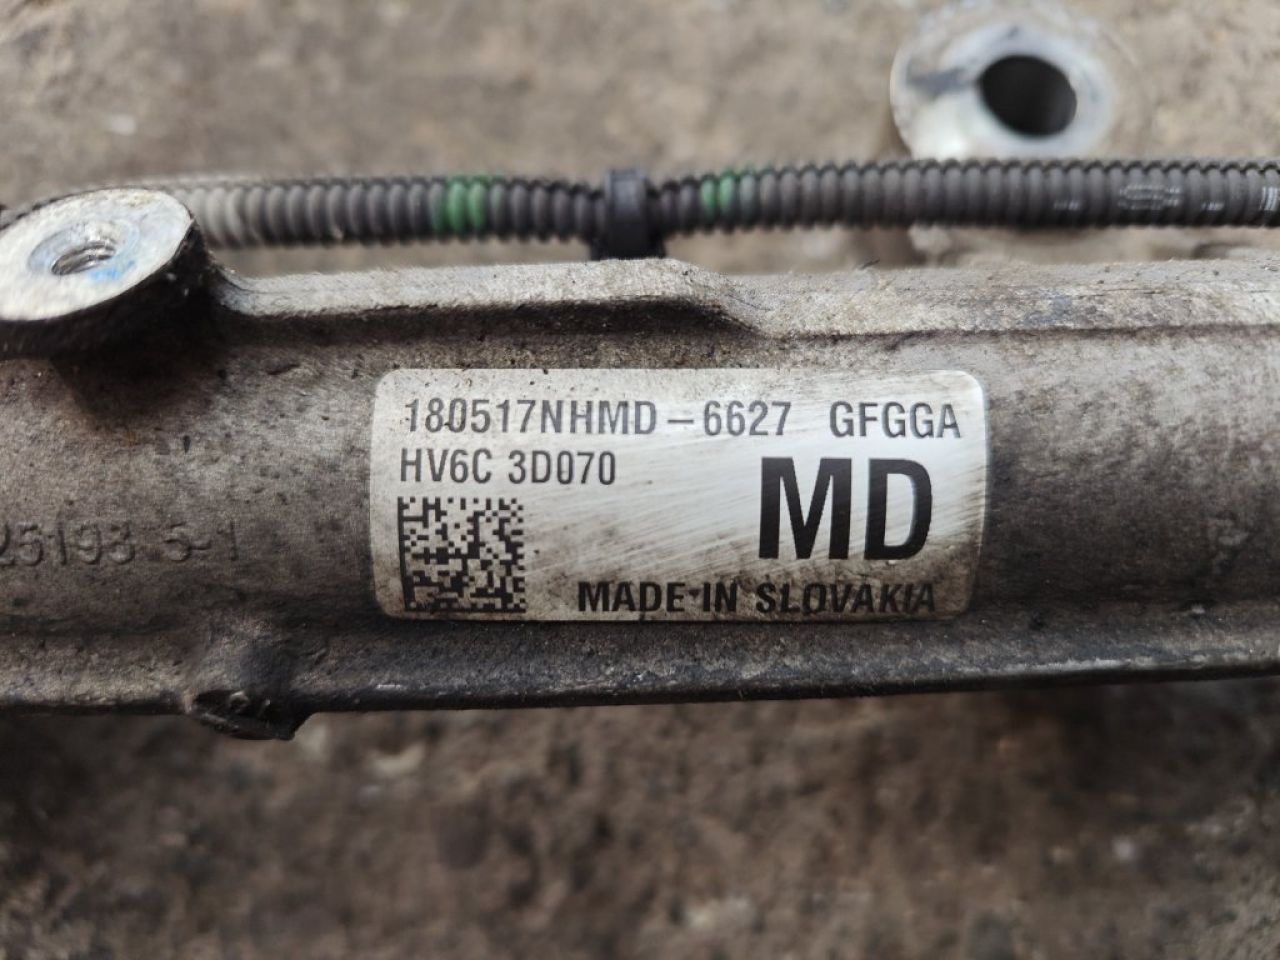 180517NHMD-6627 GFGGA
HV6C 3D070
MD
MADE IN SLOVAKIA